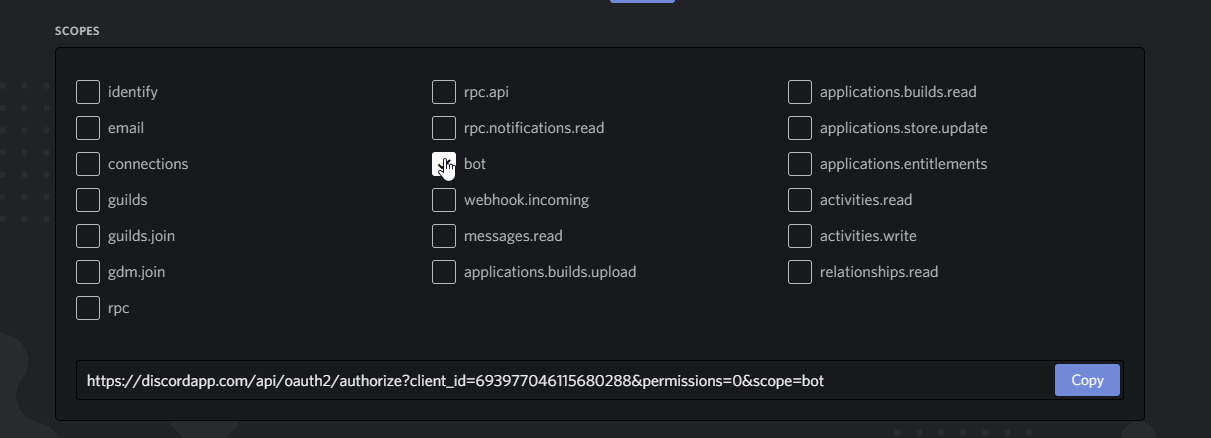 SCOPES
identify
email
connections
guilds
guilds.join
gdm.join
rpc
rpc.api
rpc.notifications.read
bot
webhook.incoming
messages.read
applications.builds.upload
applications.builds.read
applications.store.update
applications.entitlements
activities.read
activities.write
relationships.read
https://discordapp.com/api/oauth2/authorize?client_id=693977046115680288&permissions=0&scope=bot
Copy